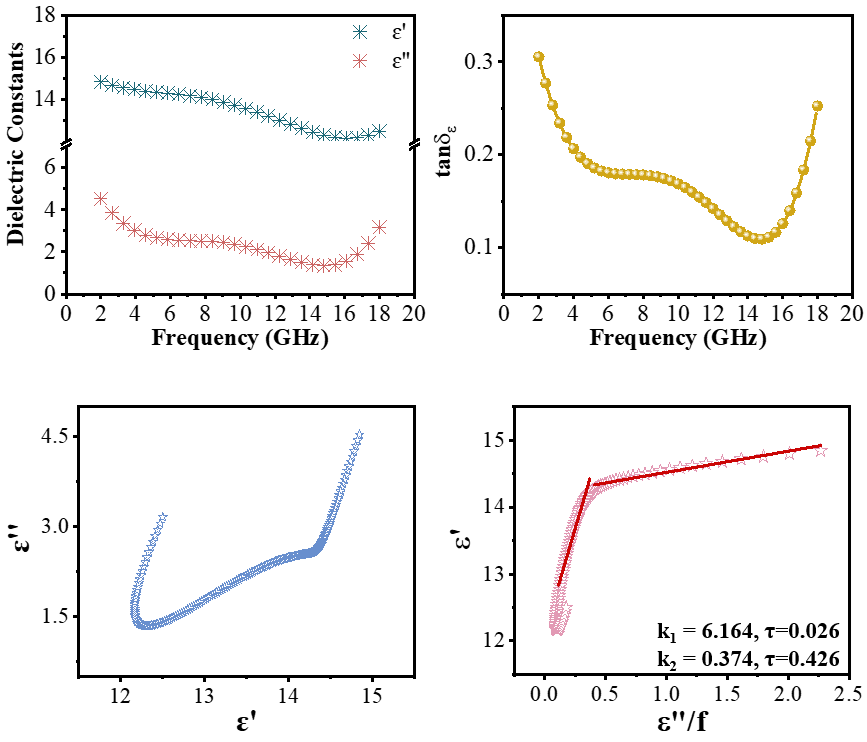 18
16
14
6
4
2
0
Dielectric Constants
ε'
ε''
0 2 4 6 8 10 12 14 16 18 20
Frequency (GHz)
0.3
0.2
0.1
tanδε
0 2 4 6 8 10 12 14 16 18 20
Frequency (GHz)
4.5
3.0
1.5
ε''
12 13 14 15
ε'
15
14
13
12
ε'
k1 = 6.164, τ=0.026
k2 = 0.374, τ=0.426
0.0 0.5 1.0 1.5 2.0 2.5
ε''/f